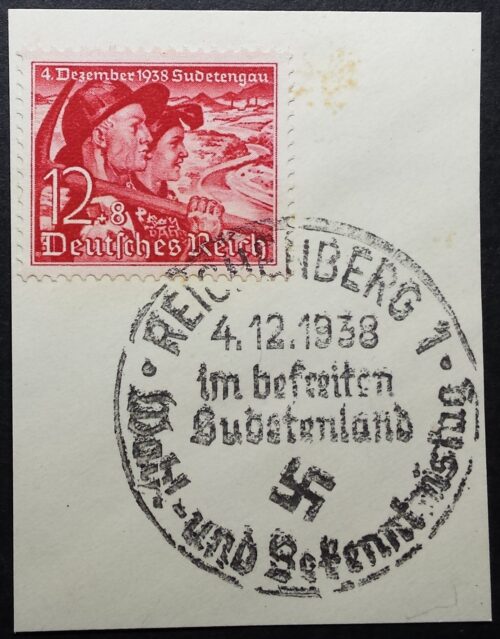 4. Dezember 1938 Sudetengau
12+8
Deutsches Reich
REICHENBERG 1
4.12.1938
im befreiten
Sudetenland
Wahl- und Bekenntnistag